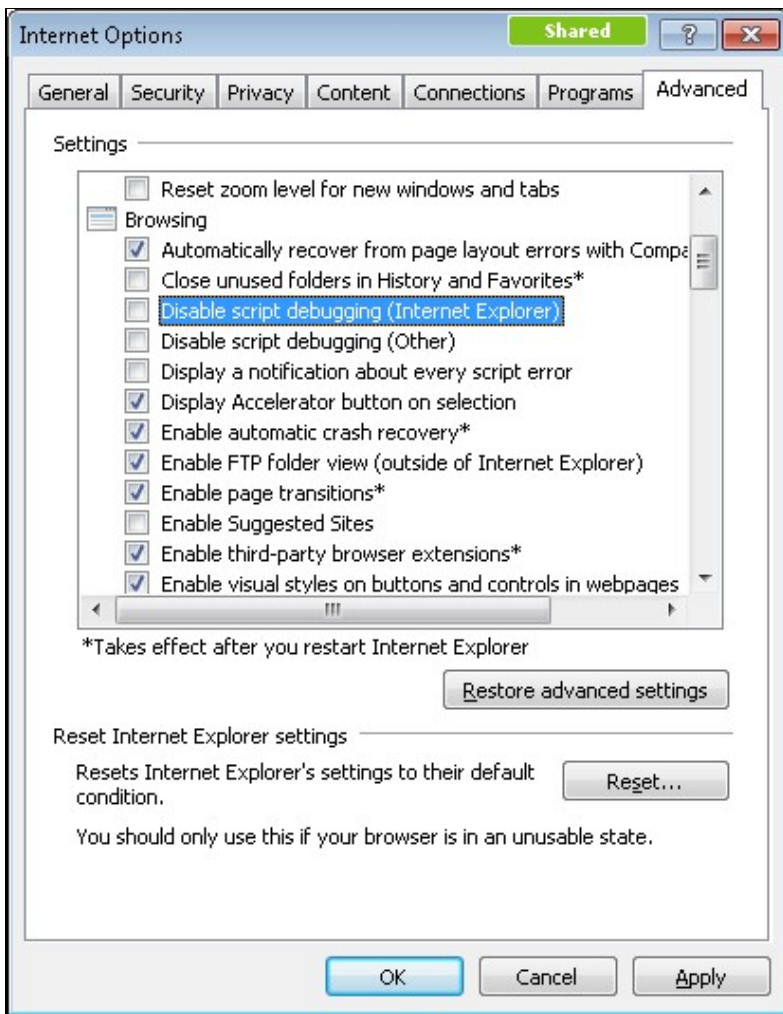 Internet Options
Shared
General Security Privacy Content Connections Programs Advanced
Settings
Reset zoom level for new windows and tabs
Browsing
Automatically recover from page layout errors with Compa
Close unused folders in History and Favorites*
Disable script debugging (Internet Explorer)
Disable script debugging (Other)
Display a notification about every script error
Display Accelerator button on selection
Enable automatic crash recovery*
Enable FTP folder view (outside of Internet Explorer)
Enable page transitions*
Enable Suggested Sites
Enable third-party browser extensions*
Enable visual styles on buttons and controls in webpages
*Takes effect after you restart Internet Explorer
Restore advanced settings
Reset Internet Explorer settings
Resets Internet Explorer's settings to their default
condition.
Reset...
You should only use this if your browser is in an unusable state.
OK Cancel Apply